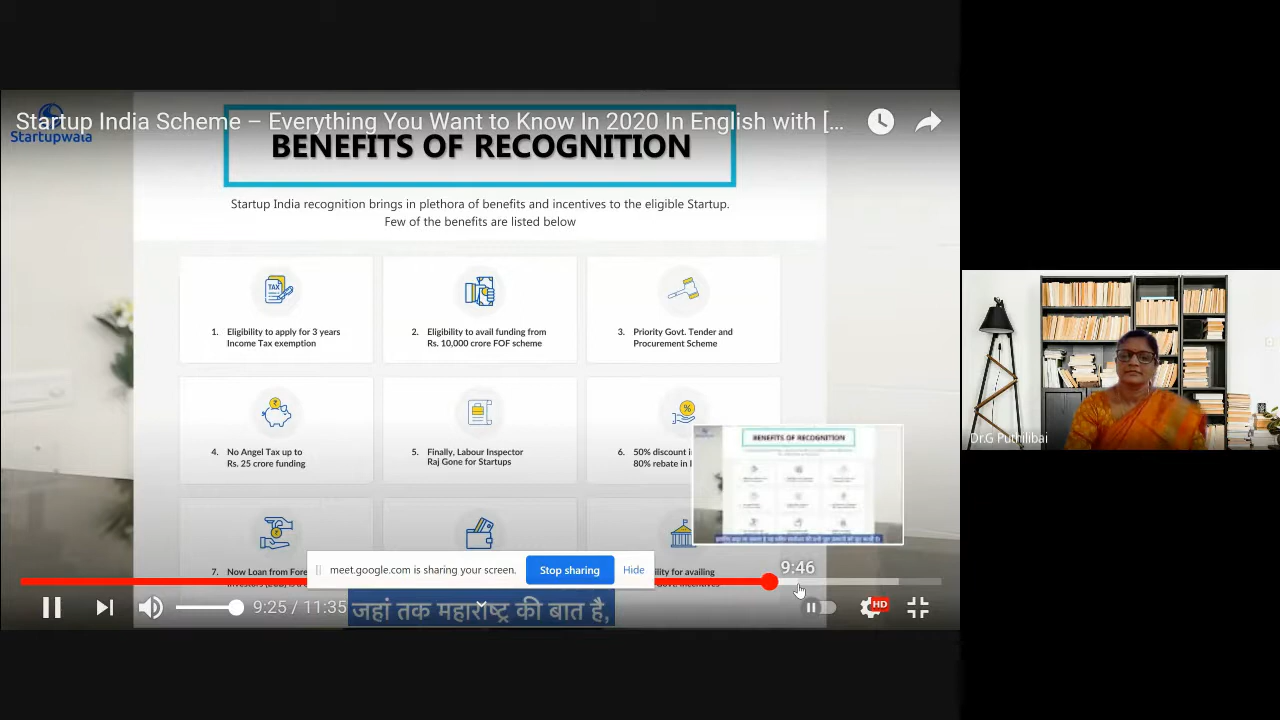 Startup India Scheme – Everything You Want to Know In 2020 In English with [...
Startupwala
BENEFITS OF RECOGNITION
Startup India recognition brings in plethora of benefits and incentives to the eligible Startup.
Few of the benefits are listed below
TAX
1. Eligibility to apply for 3 years
Income Tax exemption
2. Eligibility to avail funding from
Rs. 10,000 crore FOF scheme
3. Priority Govt. Tender and
Procurement Scheme
4. No Angel Tax up to
Rs. 25 crore funding
5. Finally, Labour Inspector
Raj Gone for Startups
6. 50% discount
80% rebate in
BENEFITS OF RECOGNITION
7. Now Loan from
for availing
meet.google.com is sharing your screen.
Stop sharing
Hide
9:46
9:25 / 11:35
HD
जहां तक महाराष्ट्र की बात है,
Dr.G Puthilibai